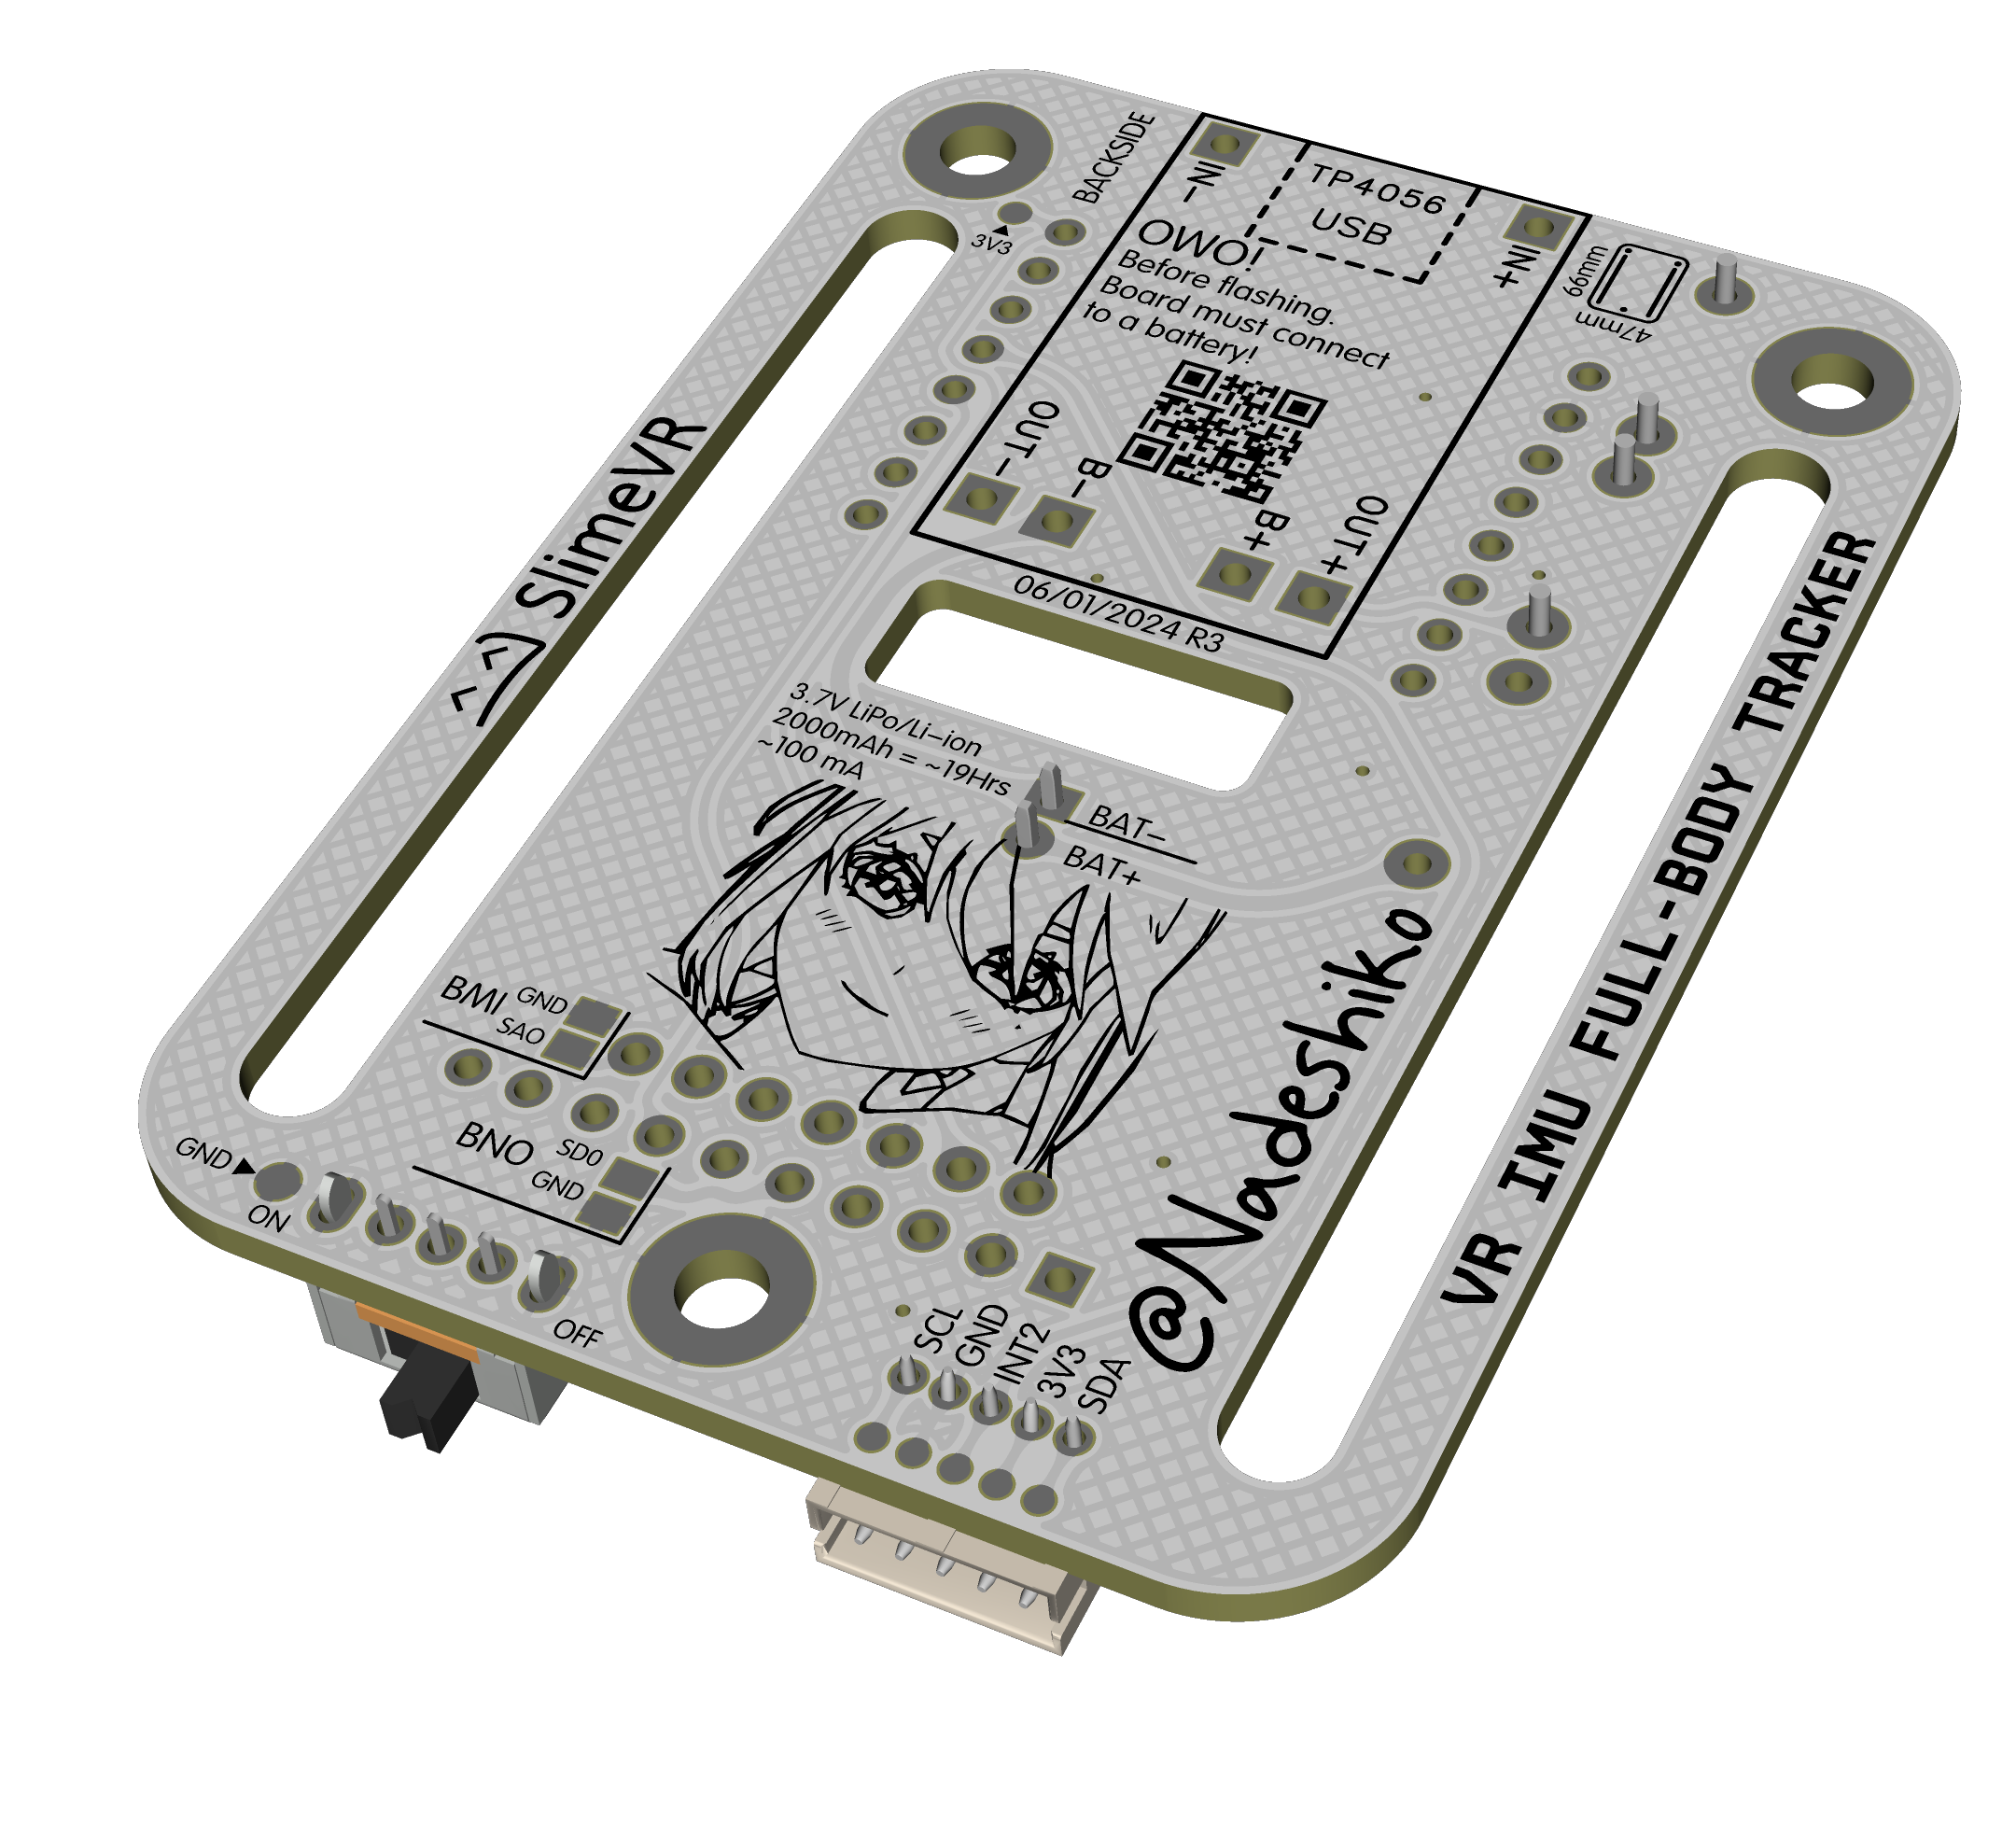 BACKSIDE
3V3
IN-
TP4056
USB
IN+
OWO!
Before flashing.
Board must connect
to a battery!
66mm
47mm
OUT-
B-
B+
OUT+
06/01/2024 R3
SlimeVR
3.7V LiPo/Li-ion
2000mAh = ~19Hrs
~100 mA
BAT-
BAT+
VR IMU FULL-BODY TRACKER
@Nadeshiko
BMI
GND
SAO
BNO
SD0
GND
GND
ON
OFF
SCL
GND
INT2
3V3
SDA